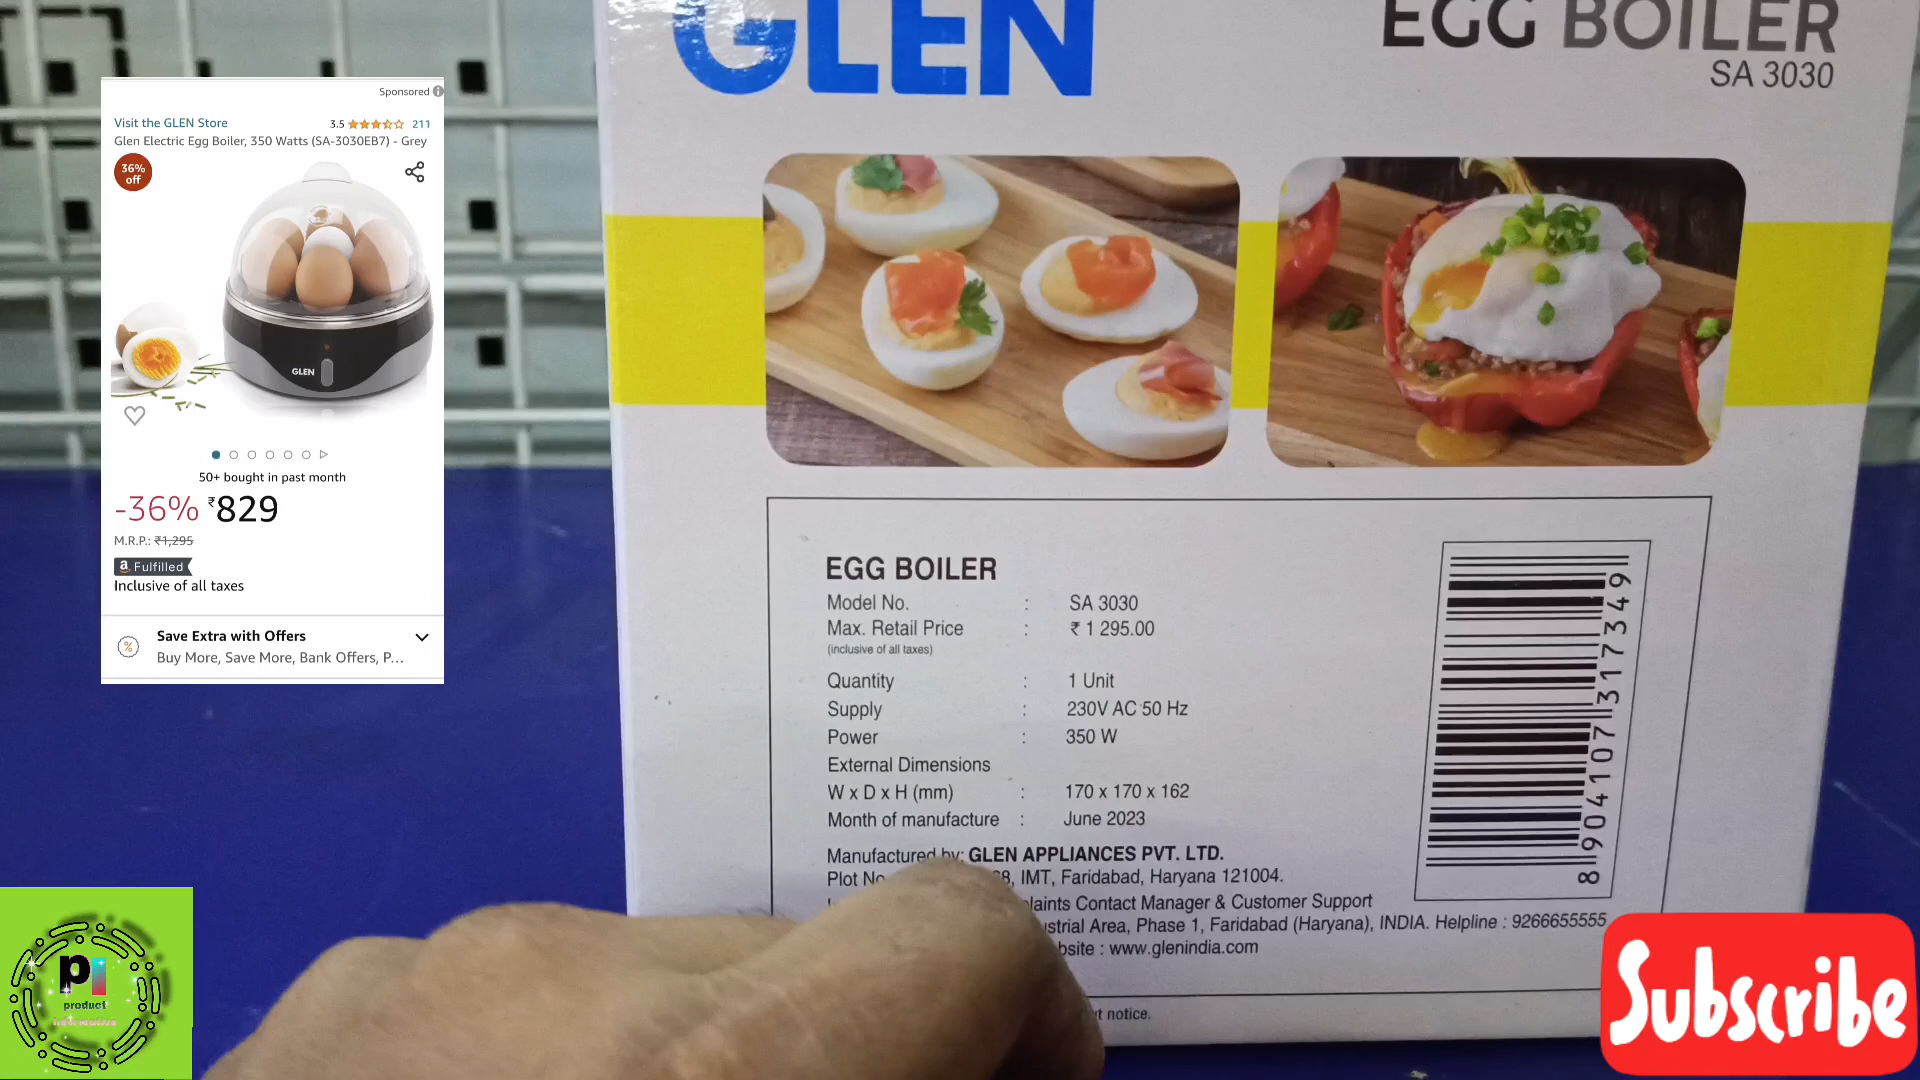 GLEN
EGG BOILER
SA 3030
Sponsored
Visit the GLEN Store 3.5 211
Glen Electric Egg Boiler, 350 Watts (SA-3030EB7) - Grey
36%
off
GLEN
50+ bought in past month
-36% ₹829
M.R.P.: ₹1,295
a Fulfilled
Inclusive of all taxes
% Save Extra with Offers
Buy More, Save More, Bank Offers, P...
EGG BOILER
Model No. : SA 3030
Max. Retail Price : ₹ 1 295.00
(inclusive of all taxes)
Quantity : 1 Unit
Supply : 230V AC 50 Hz
Power : 350 W
External Dimensions
W x D x H (mm) : 170 x 170 x 162
Month of manufacture : June 2023
Manufactured by: GLEN APPLIANCES PVT. LTD.
Plot No 8, IMT, Faridabad, Haryana 121004.
laints Contact Manager & Customer Support
strial Area, Phase 1, Faridabad (Haryana), INDIA. Helpline : 9266655555
bsite : www.glenindia.com
t notice.
8904107317349
pi
product
Subscribe